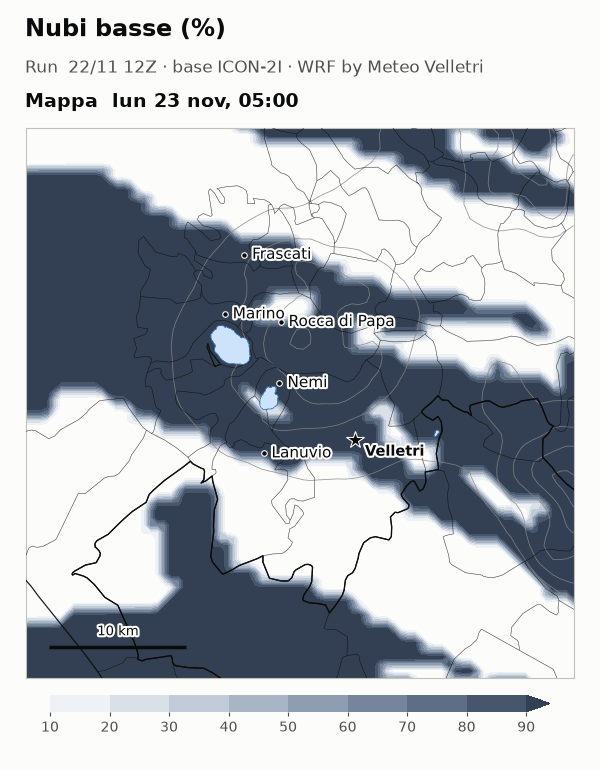 Nubi basse (%)
Run  22/11 12Z · base ICON-2I · WRF by Meteo Velletri
Mappa  lun 23 nov, 05:00
Frascati
Marino
Rocca di Papa
Nemi
Velletri
Lanuvio
10 km
10 20 30 40 50 60 70 80 90